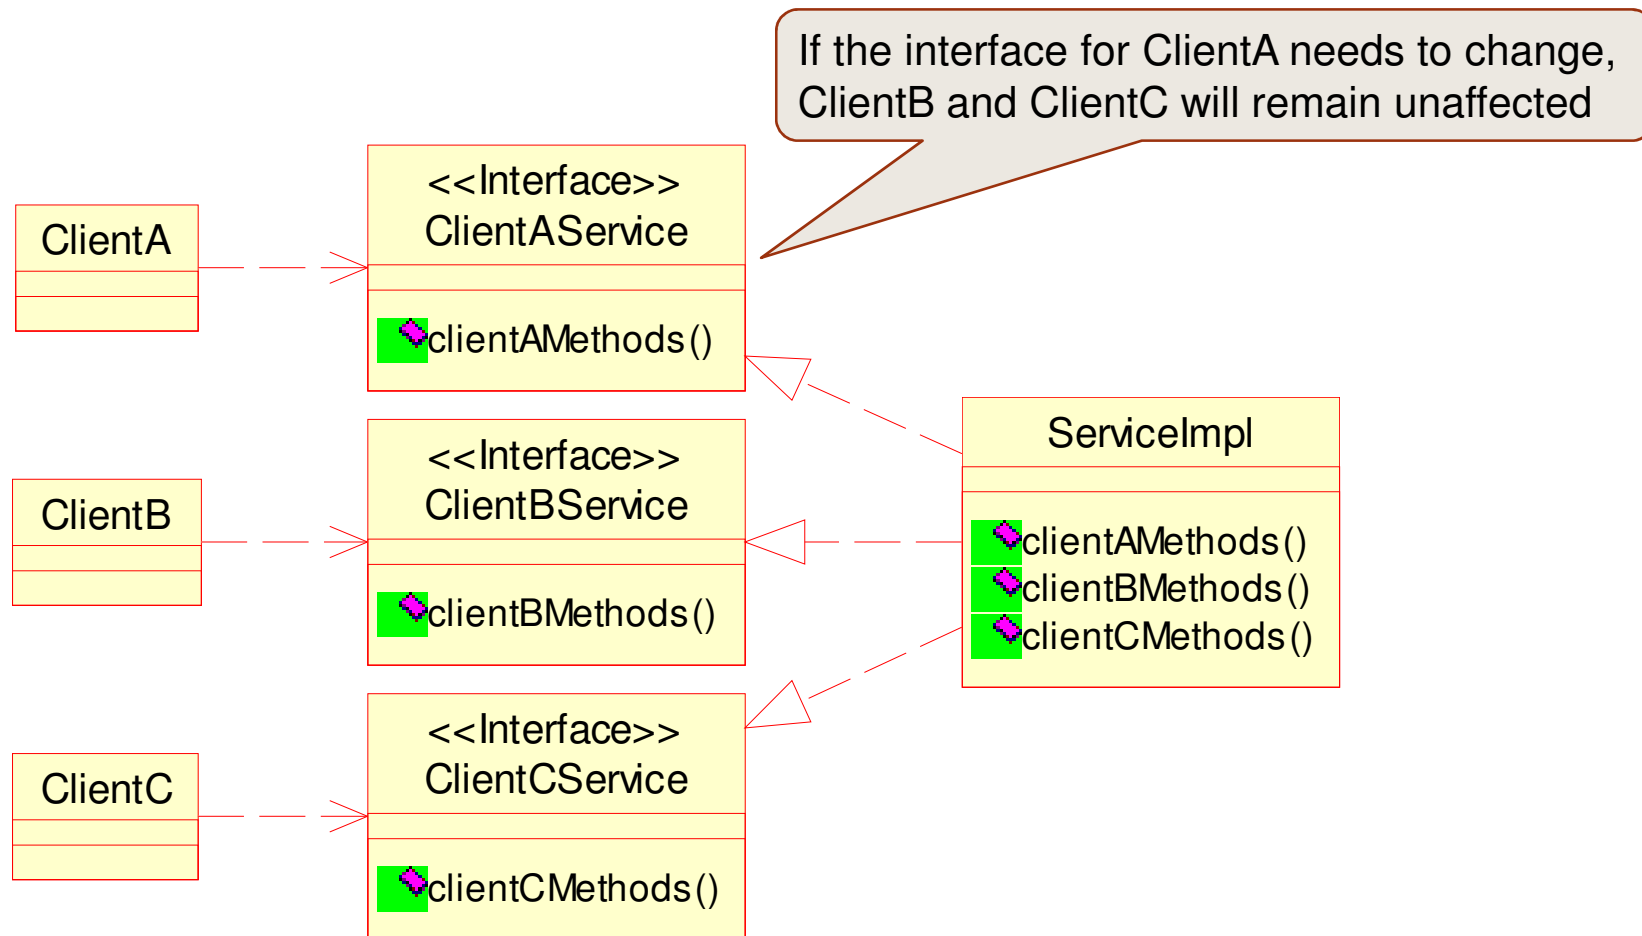 If the interface for ClientA needs to change,
ClientB and ClientC will remain unaffected
<<Interface>>
ClientAService
clientAMethods()
ClientA
<<Interface>>
ClientBService
clientBMethods()
ClientB
ServiceImpl
clientAMethods()
clientBMethods()
clientCMethods()
<<Interface>>
ClientCService
clientCMethods()
ClientC